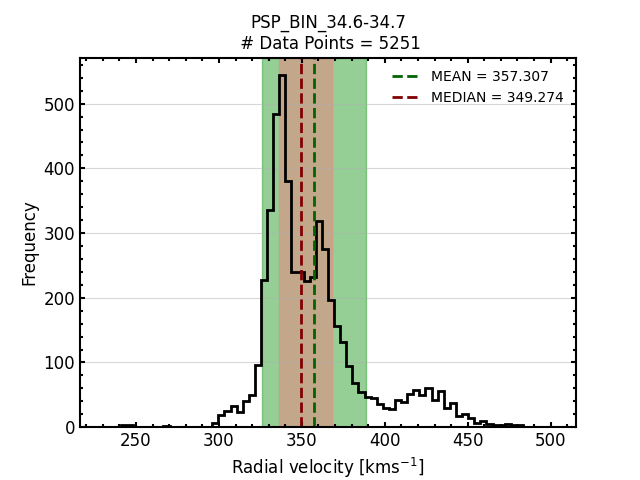 PSP_BIN_34.6-34.7
# Data Points = 5251
MEAN = 357.307
MEDIAN = 349.274
Frequency
500
400
300
200
100
0
250 300 350 400 450 500
Radial velocity [kms⁻¹]